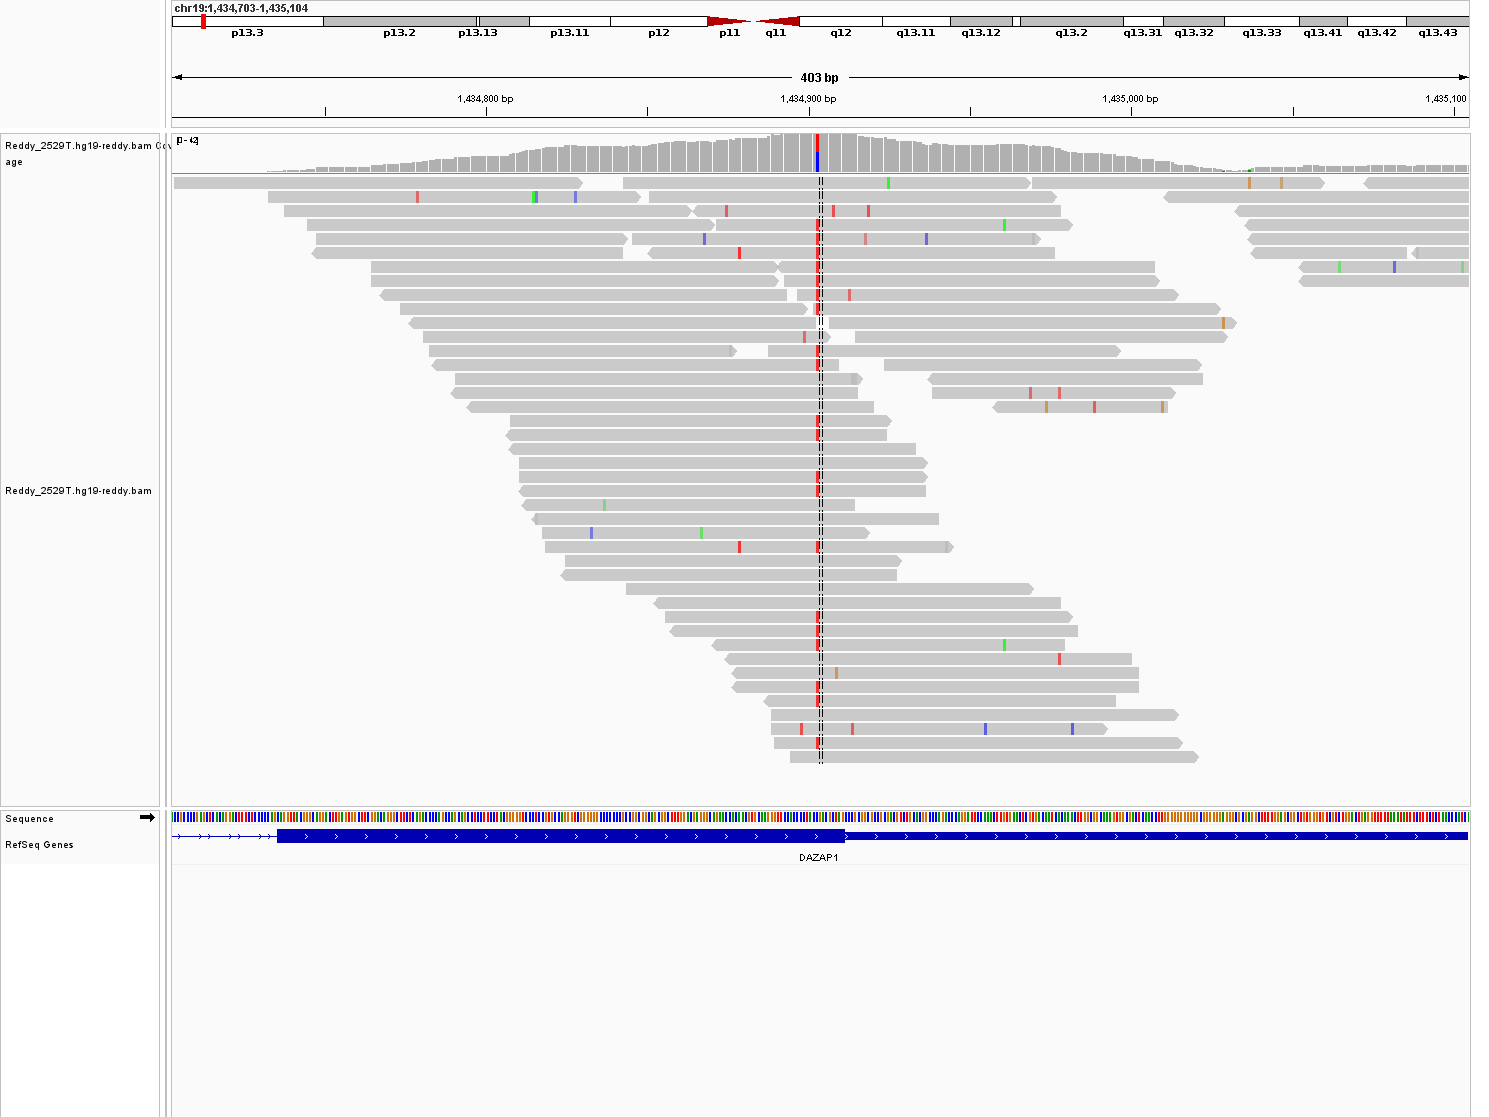 chr19:1,434,703-1,435,104
p13.3 p13.2 p13.13 p13.11 p12 p11 q11 q12 q13.11 q13.12 q13.2 q13.31 q13.32 q13.33 q13.41 q13.42 q13.43
403 bp
1,434,800 bp 1,434,900 bp 1,435,000 bp 1,435,100
[0 - 42]
Reddy_2529T.hg19-reddy.bam Cov
age
Reddy_2529T.hg19-reddy.bam
Sequence
RefSeq Genes
DAZAP1